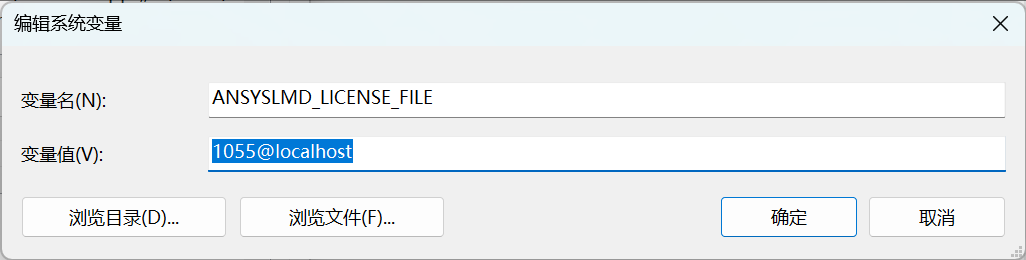 编辑系统变量
变量名(N): ANSYSLMD_LICENSE_FILE
变量值(V): 1055@localhost
浏览目录(D)... 浏览文件(F)... 确定 取消